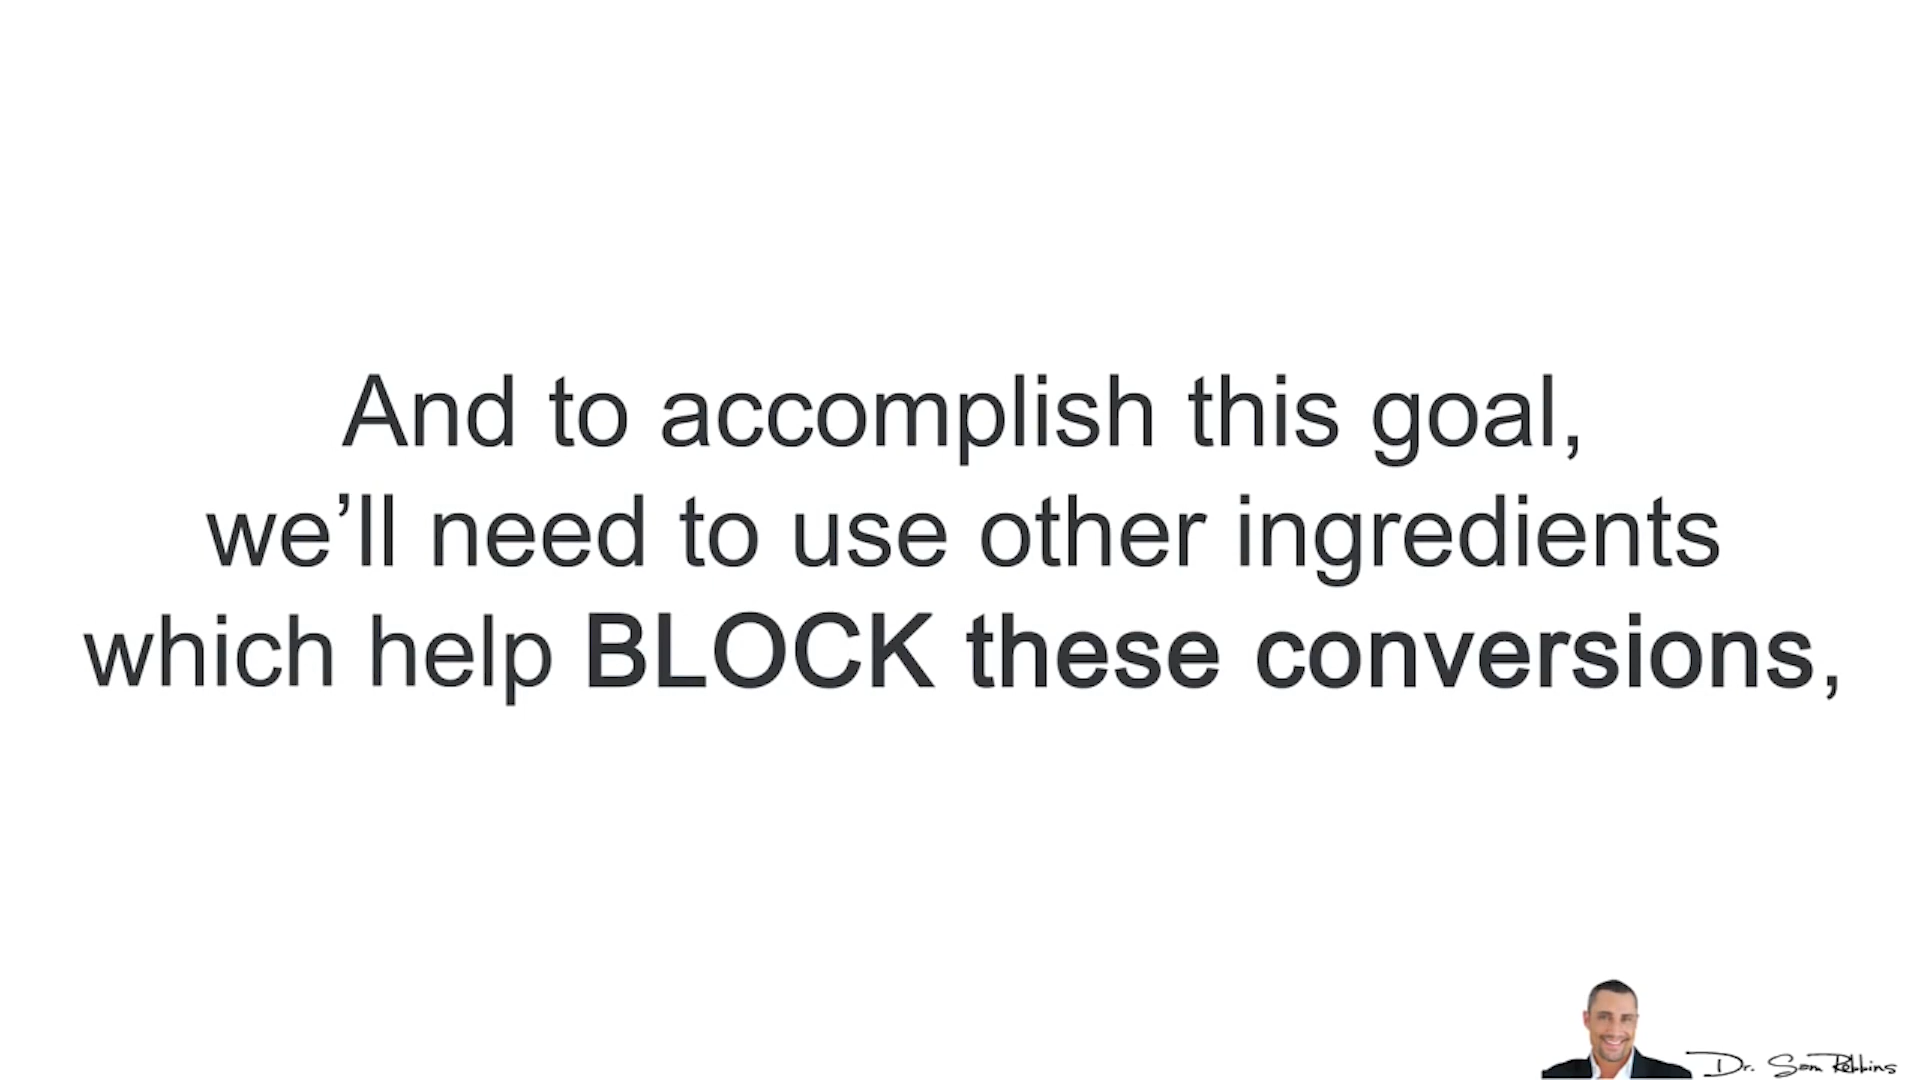 And to accomplish this goal,
we’ll need to use other ingredients
which help BLOCK these conversions,
Dr. Sam Robbins